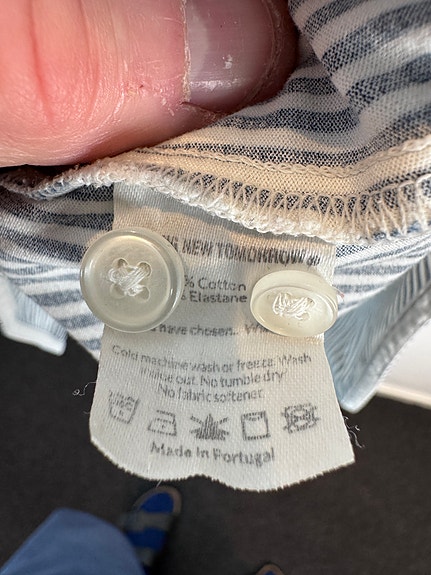 NEW TOMORROW
% Cotton
% Elastane
have chosen..
Cold machine wash or freeze. Wash
inside out. No tumble dry
No fabric softener.
Made in Portugal